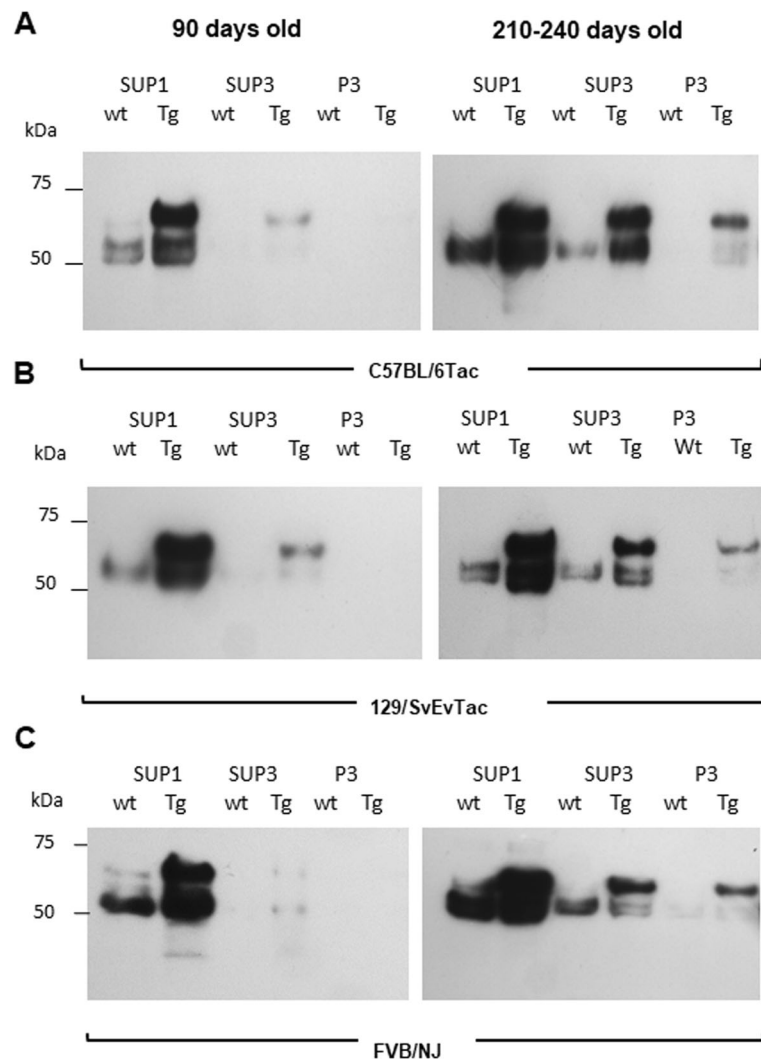 A
90 days old 210-240 days old
SUP1 SUP3 P3 SUP1 SUP3 P3
wt Tg wt Tg wt Tg wt Tg wt Tg wt Tg
kDa
75
50
C57BL/6Tac
B
SUP1 SUP3 P3 SUP1 SUP3 P3
wt Tg wt Tg wt Tg wt Tg wt Tg Wt Tg
kDa
75
50
129/SvEvTac
C
SUP1 SUP3 P3 SUP1 SUP3 P3
kDa wt Tg wt Tg wt Tg wt Tg wt Tg wt Tg
75
50
FVB/NJ